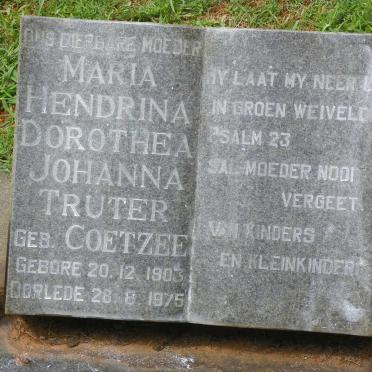 ONS DIERBARE MOEDER
MARIA
HENDRINA
DOROTHEA
JOHANNA
TRUTER
GEB. COETZEE
GEBORE 20.12.1903
OORLEDE 28.8.1975
HY LAAT MY NEER L
IN GROEN WEIVELD
PSALM 23
SAL MOEDER NOOI
VERGEET.
VAN KINDERS
EN KLEINKINDER